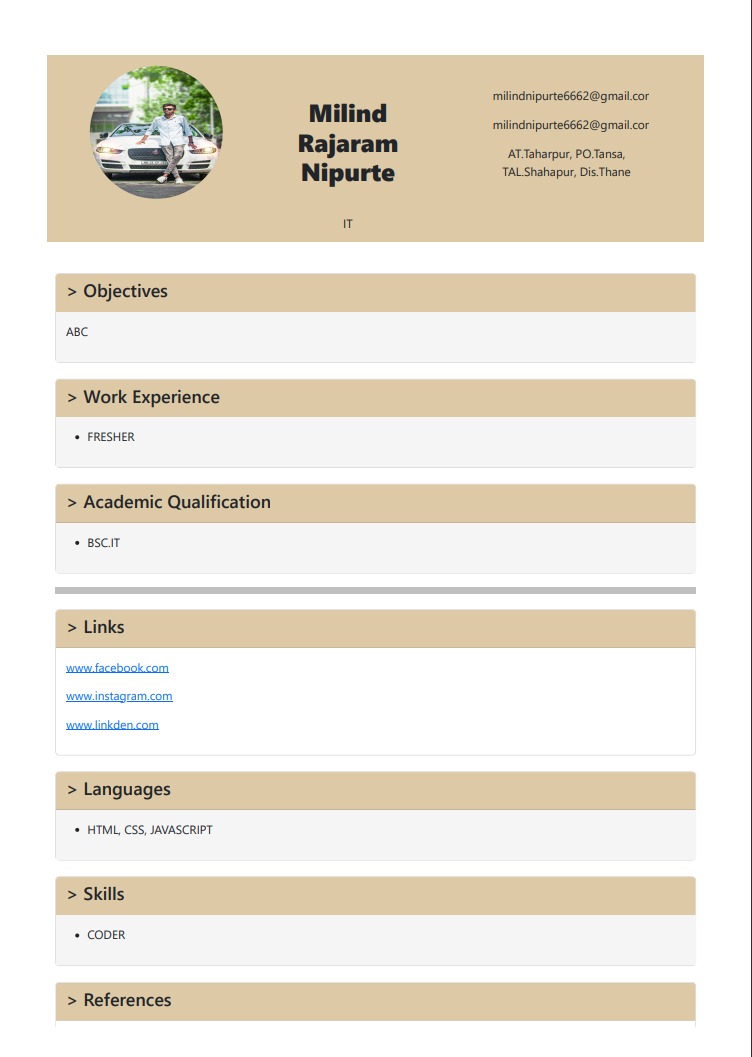 Milind
Rajaram
Nipurte
IT
milindnipurte6662@gmail.cor
milindnipurte6662@gmail.cor
AT.Taharpur, PO.Tansa,
TAL.Shahapur, Dis.Thane
> Objectives
ABC
> Work Experience
• FRESHER
> Academic Qualification
• BSC.IT
> Links
www.facebook.com
www.instagram.com
www.linkden.com
> Languages
• HTML, CSS, JAVASCRIPT
> Skills
• CODER
> References